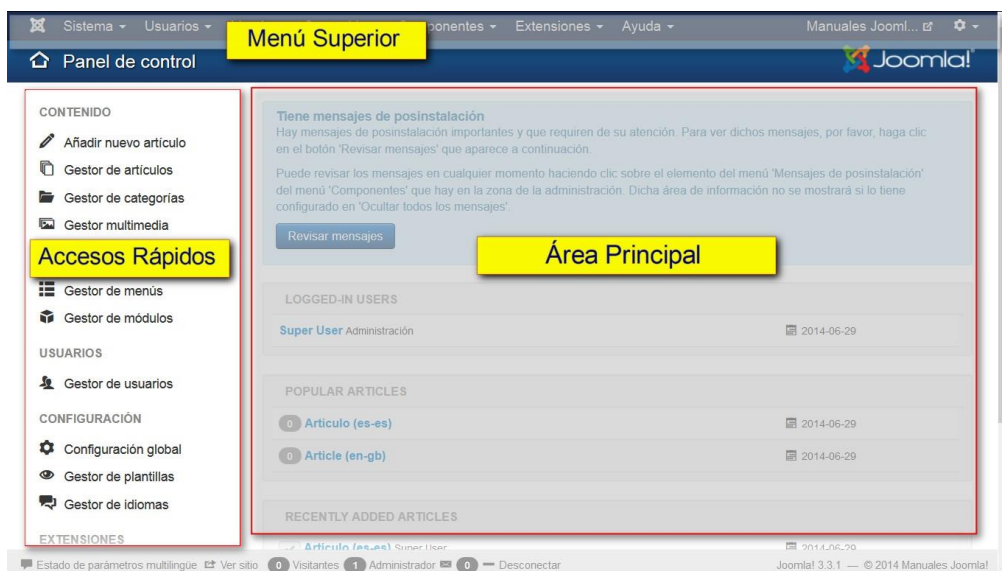 Sistema Usuarios ponentes Extensiones Ayuda Manuales Jooml...
Menú Superior
Panel de control Joomla!
CONTENIDO
Añadir nuevo artículo
Gestor de artículos
Gestor de categorías
Gestor multimedia
Accesos Rápidos
Gestor de menús
Gestor de módulos
USUARIOS
Gestor de usuarios
CONFIGURACIÓN
Configuración global
Gestor de plantillas
Gestor de idiomas
EXTENSIONES
Tiene mensajes de posinstalación
Hay mensajes de posinstalación importantes y que requiren de su atención. Para ver dichos mensajes, por favor, haga clic
en el botón 'Revisar mensajes' que aparece a continuación.
Puede revisar los mensajes en cualquier momento haciendo clic sobre el elemento del menú 'Mensajes de posinstalación'
del menú 'Componentes' que hay en la zona de la administración. Dicha área de información no se mostrará si lo tiene
configurado en 'Ocultar todos los mensajes'.
Revisar mensajes
Área Principal
LOGGED-IN USERS
Super User Administración 2014-06-29
POPULAR ARTICLES
0 Artículo (es-es) 2014-06-29
0 Article (en-gb) 2014-06-29
RECENTLY ADDED ARTICLES
Artículo (es-es) Super User 2014-06-29
Estado de parámetros multilingüe Ver sitio 0 Visitantes 1 Administrador 0 Desconectar Joomla! 3.3.1 — © 2014 Manuales Joomla!